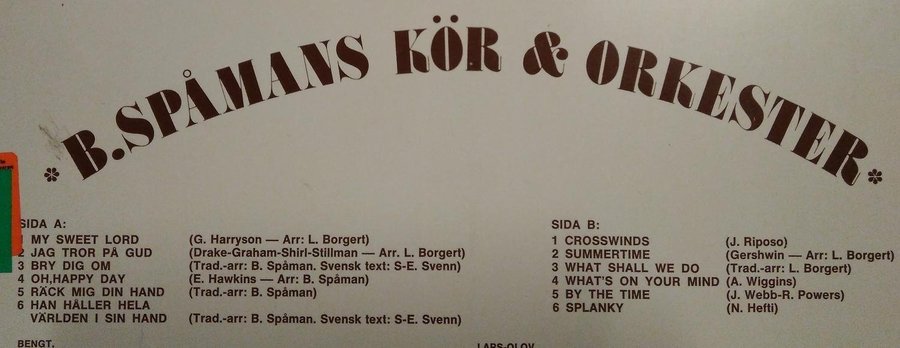 * B. SPÅMANS KÖR & ORKESTER *
SIDA A:
1 MY SWEET LORD (G. Harryson — Arr: L. Borgert)
2 JAG TROR PÅ GUD (Drake-Graham-Shirl-Stillman — Arr. L. Borgert)
3 BRY DIG OM (Trad.-arr: B. Spåman. Svensk text: S-E. Svenn)
4 OH, HAPPY DAY (E. Hawkins — Arr: B. Spåman)
5 RÄCK MIG DIN HAND (Trad.-arr: B. Spåman)
6 HAN HÅLLER HELA
VÄRLDEN I SIN HAND (Trad.-arr: B. Spåman. Svensk text: S-E. Svenn)
SIDA B:
1 CROSSWINDS (J. Riposo)
2 SUMMERTIME (Gershwin — Arr: L. Borgert)
3 WHAT SHALL WE DO (Trad.-arr: L. Borgert)
4 WHAT'S ON YOUR MIND (A. Wiggins)
5 BY THE TIME (J. Webb-R. Powers)
6 SPLANKY (N. Hefti)
BENGT,
LARS-OLOV